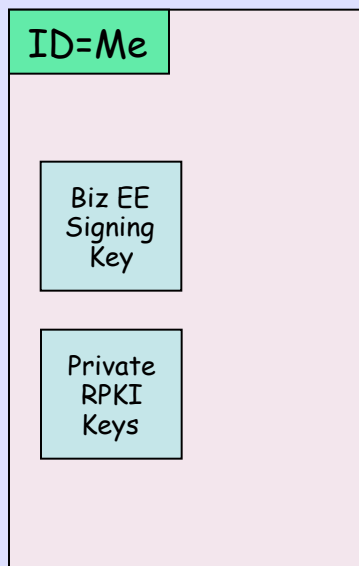 ID=Me
Biz EE
Signing
Key
Private
RPKI
Keys